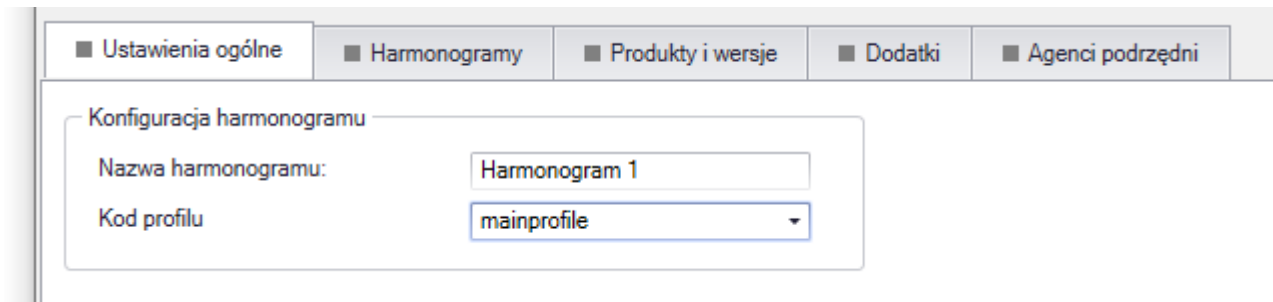 Ustawienia ogólne Harmonogramy Produkty i wersje Dodatki Agenci podrzędni
Konfiguracja harmonogramu
Nazwa harmonogramu: Harmonogram 1
Kod profilu mainprofile